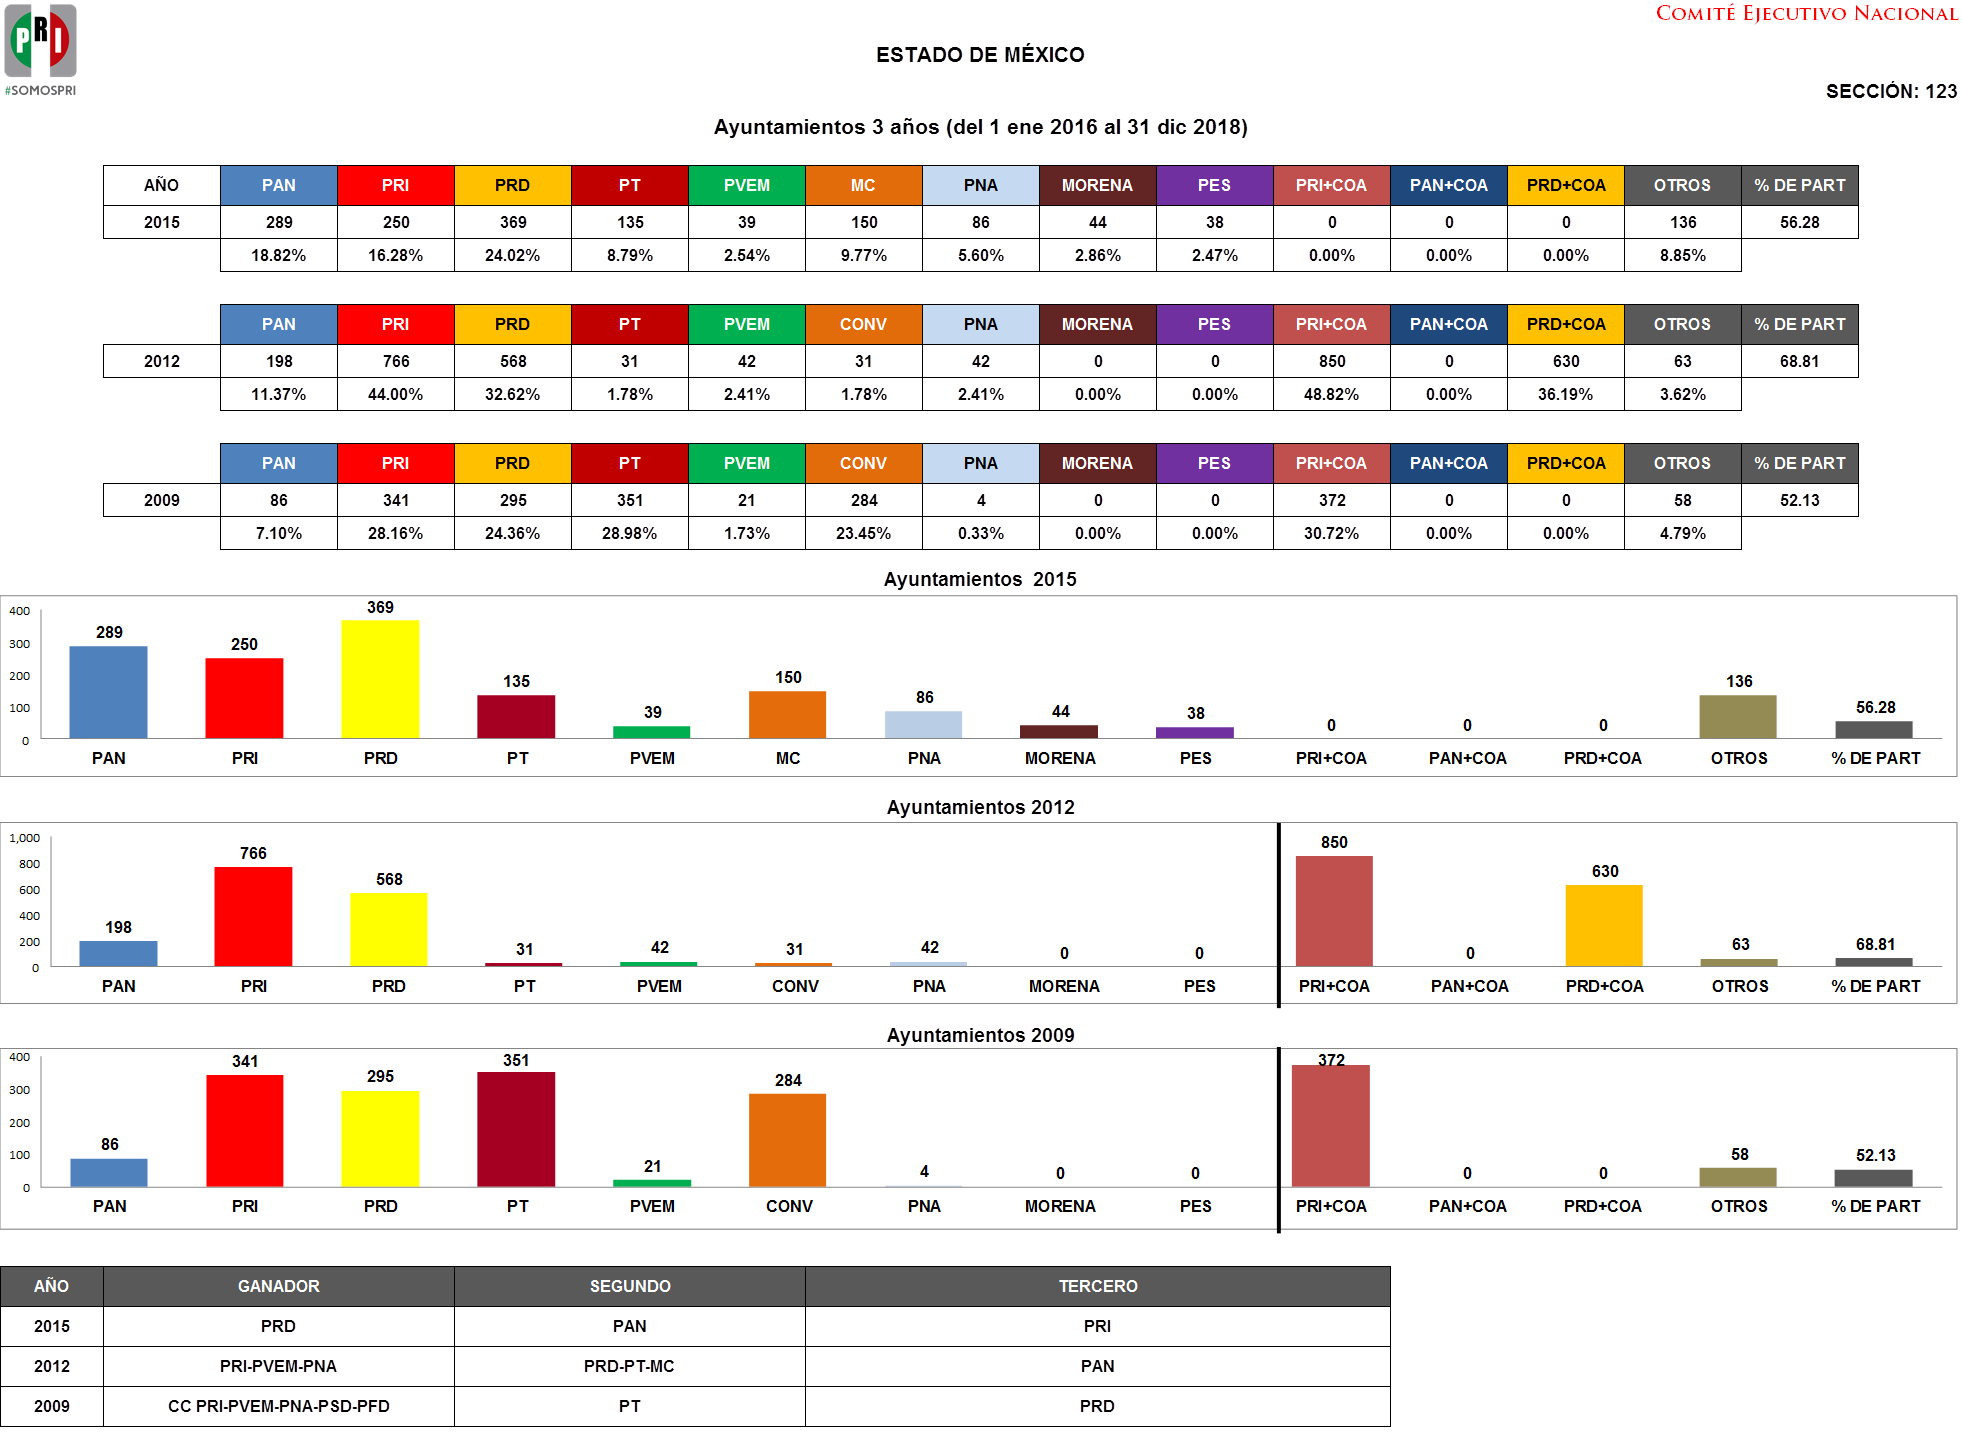 PRI
#SOMOSPRI
COMITÉ EJECUTIVO NACIONAL
ESTADO DE MÉXICO
SECCIÓN: 123
Ayuntamientos 3 años (del 1 ene 2016 al 31 dic 2018)
AÑO PAN PRI PRD PT PVEM MC PNA MORENA PES PRI+COA PAN+COA PRD+COA OTROS % DE PART
2015 289 250 369 135 39 150 86 44 38 0 0 0 136 56.28
18.82% 16.28% 24.02% 8.79% 2.54% 9.77% 5.60% 2.86% 2.47% 0.00% 0.00% 0.00% 8.85%
PAN PRI PRD PT PVEM CONV PNA MORENA PES PRI+COA PAN+COA PRD+COA OTROS % DE PART
2012 198 766 568 31 42 31 42 0 0 850 0 630 63 68.81
11.37% 44.00% 32.62% 1.78% 2.41% 1.78% 2.41% 0.00% 0.00% 48.82% 0.00% 36.19% 3.62%
PAN PRI PRD PT PVEM CONV PNA MORENA PES PRI+COA PAN+COA PRD+COA OTROS % DE PART
2009 86 341 295 351 21 284 4 0 0 372 0 0 58 52.13
7.10% 28.16% 24.36% 28.98% 1.73% 23.45% 0.33% 0.00% 0.00% 30.72% 0.00% 0.00% 4.79%
Ayuntamientos 2015
400
300
200
100
0
289 250 369 135 39 150 86 44 38 0 0 0 136 56.28
PAN PRI PRD PT PVEM MC PNA MORENA PES PRI+COA PAN+COA PRD+COA OTROS % DE PART
Ayuntamientos 2012
1,000
800
600
400
200
0
198 766 568 31 42 31 42 0 0 850 0 630 63 68.81
PAN PRI PRD PT PVEM CONV PNA MORENA PES PRI+COA PAN+COA PRD+COA OTROS % DE PART
Ayuntamientos 2009
400
300
200
100
0
86 341 295 351 21 284 4 0 0 372 0 0 58 52.13
PAN PRI PRD PT PVEM CONV PNA MORENA PES PRI+COA PAN+COA PRD+COA OTROS % DE PART
AÑO GANADOR SEGUNDO TERCERO
2015 PRD PAN PRI
2012 PRI-PVEM-PNA PRD-PT-MC PAN
2009 CC PRI-PVEM-PNA-PSD-PFD PT PRD